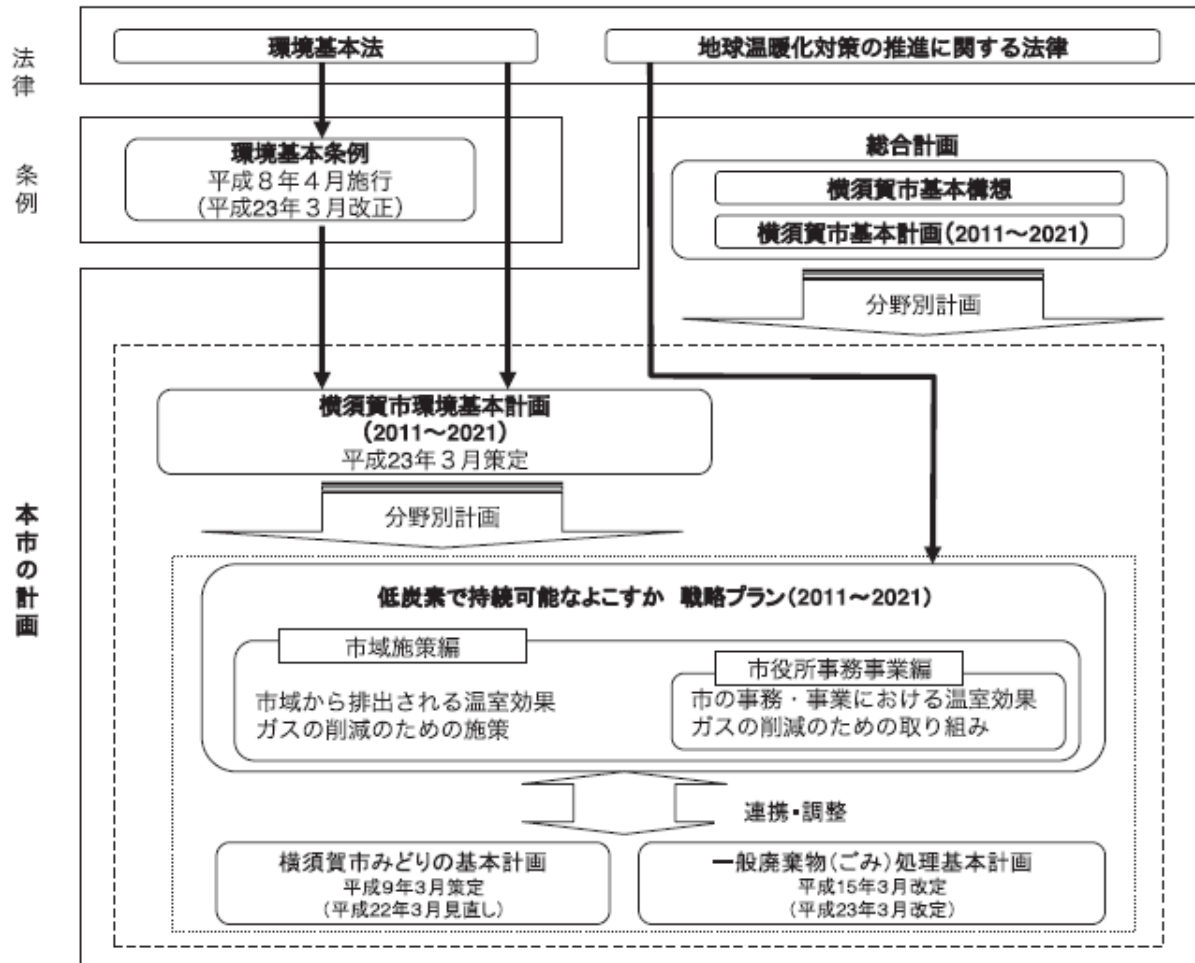 法律
環境基本法
地球温暖化対策の推進に関する法律
条例
環境基本条例
平成8年4月施行
(平成23年3月改正)
総合計画
横須賀市基本構想
横須賀市基本計画(2011～2021)
分野別計画
本市の計画
横須賀市環境基本計画
(2011～2021)
平成23年3月策定
分野別計画
低炭素で持続可能なよこすか 戦略プラン(2011～2021)
市域施策編
市域から排出される温室効果
ガスの削減のための施策
市役所事務事業編
市の事務・事業における温室効果
ガスの削減のための取り組み
連携・調整
横須賀市みどりの基本計画
平成9年3月策定
(平成22年3月見直し)
一般廃棄物(ごみ)処理基本計画
平成15年3月改定
(平成23年3月改定)